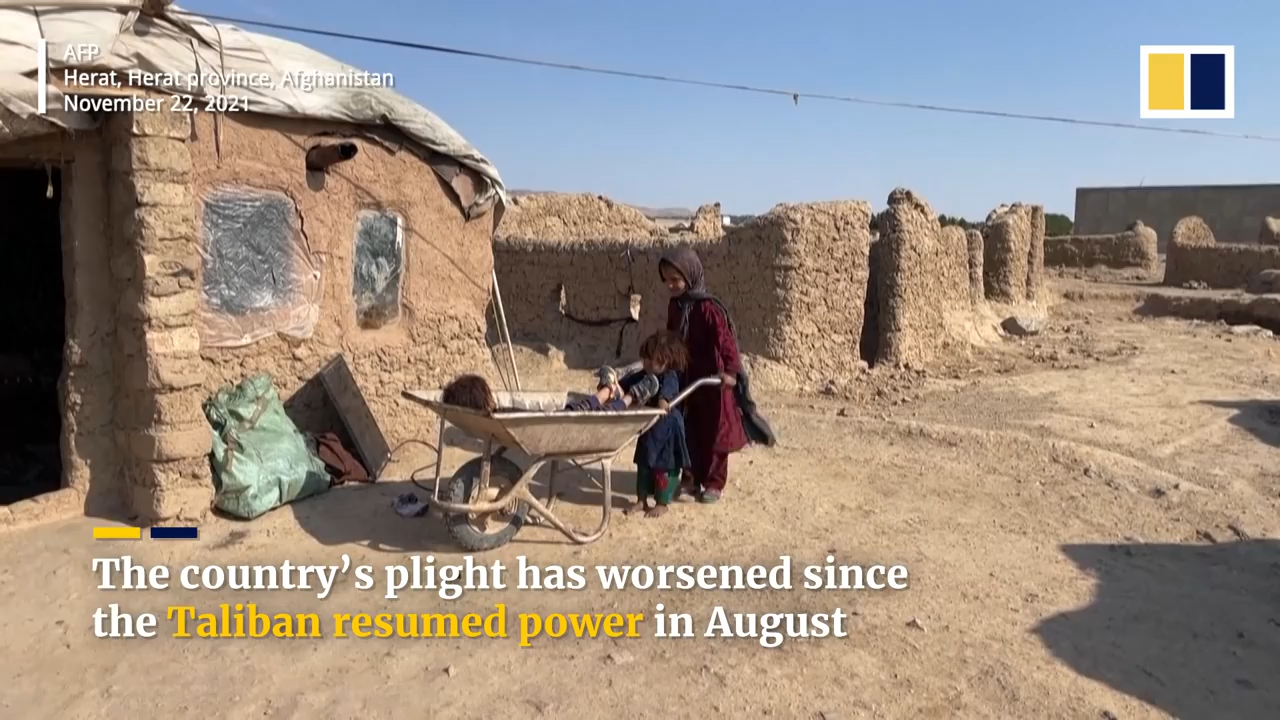 AFP
Herat, Herat province, Afghanistan
November 22, 2021
The country’s plight has worsened since
the Taliban resumed power in August